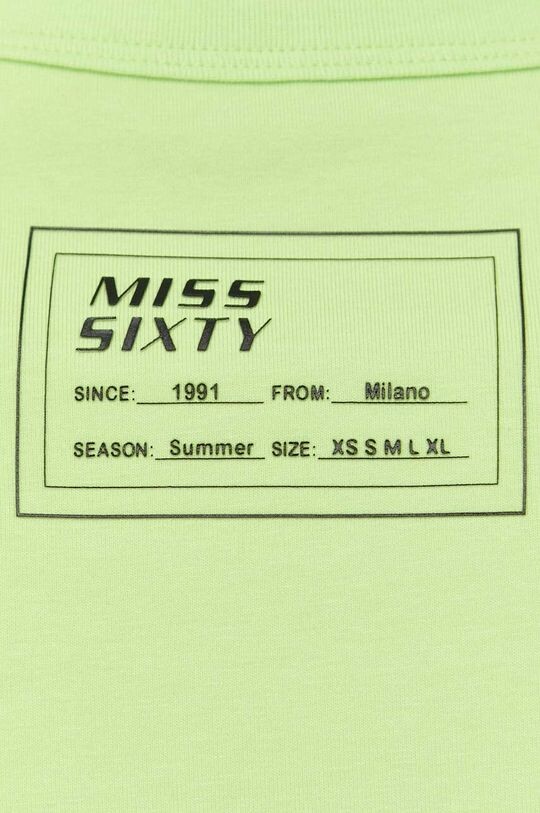 MISS
SIXTY
SINCE: 1991 FROM: Milano
SEASON: Summer SIZE: XS S M L XL